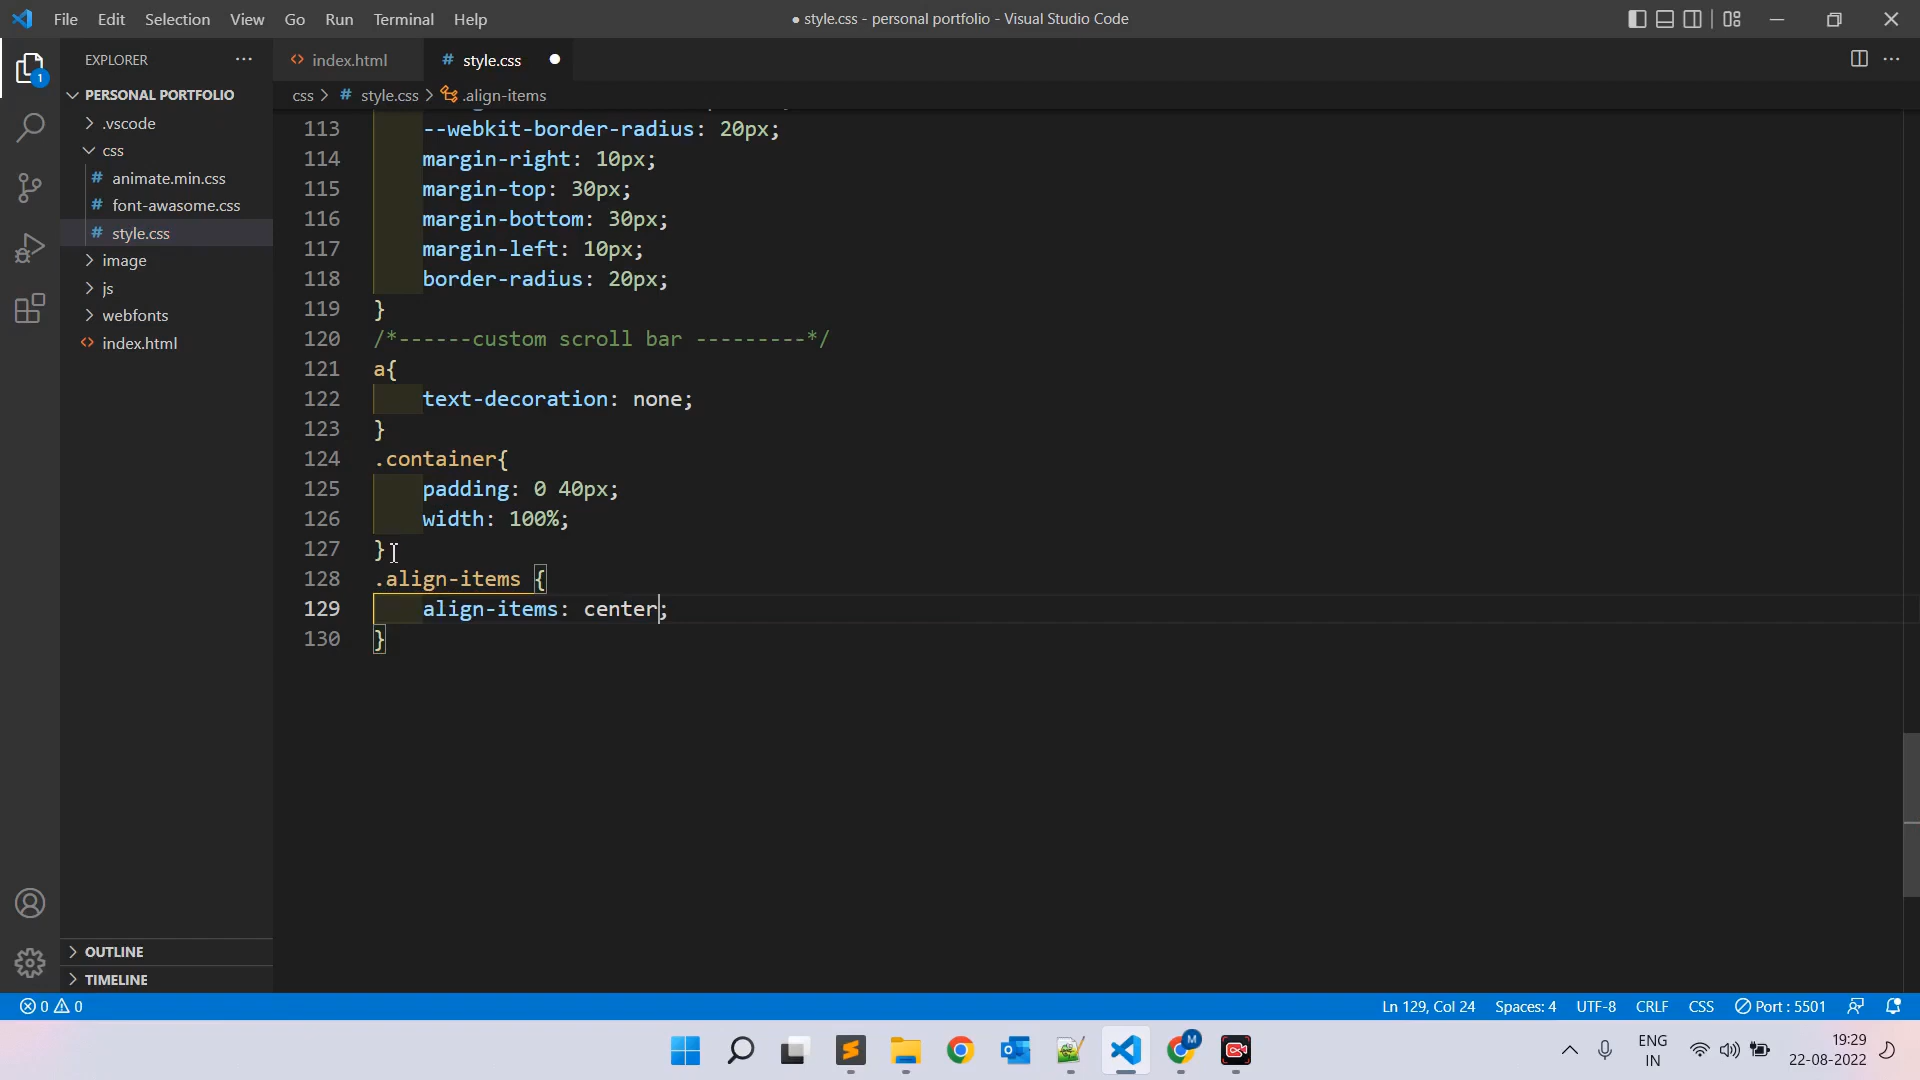 File Edit Selection View Go Run Terminal Help
● style.css - personal portfolio - Visual Studio Code
EXPLORER ···
<> index.html
# style.css ●
css > # style.css > .align-items
PERSONAL PORTFOLIO
.vscode
css
# animate.min.css
# font-awasome.css
# style.css
image
js
webfonts
<> index.html
113 --webkit-border-radius: 20px;
114 margin-right: 10px;
115 margin-top: 30px;
116 margin-bottom: 30px;
117 margin-left: 10px;
118 border-radius: 20px;
119 }
120 /*------custom scroll bar ---------*/
121 a{
122 text-decoration: none;
123 }
124 .container{
125 padding: 0 40px;
126 width: 100%;
127 }
128 .align-items {
129 align-items: center;
130 }
1
OUTLINE
TIMELINE
0 0
Ln 129, Col 24 Spaces: 4 UTF-8 CRLF CSS Port : 5501
M
ENG
IN
19:29
22-08-2022